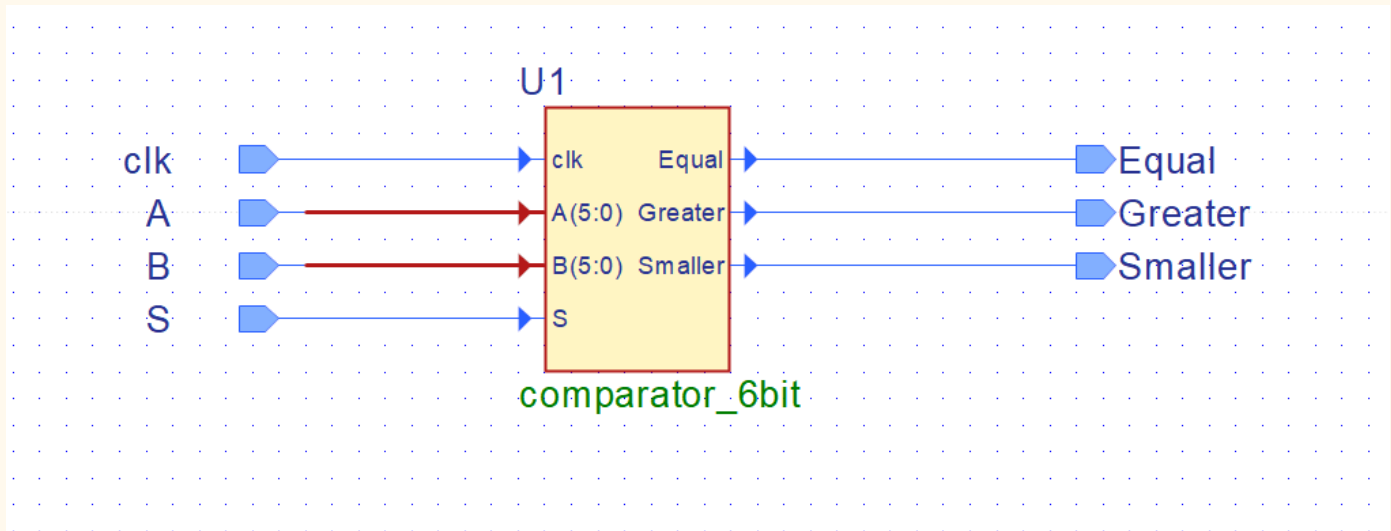 U1
clk clk Equal Equal
A A(5:0) Greater Greater
B B(5:0) Smaller Smaller
S S
comparator_6bit